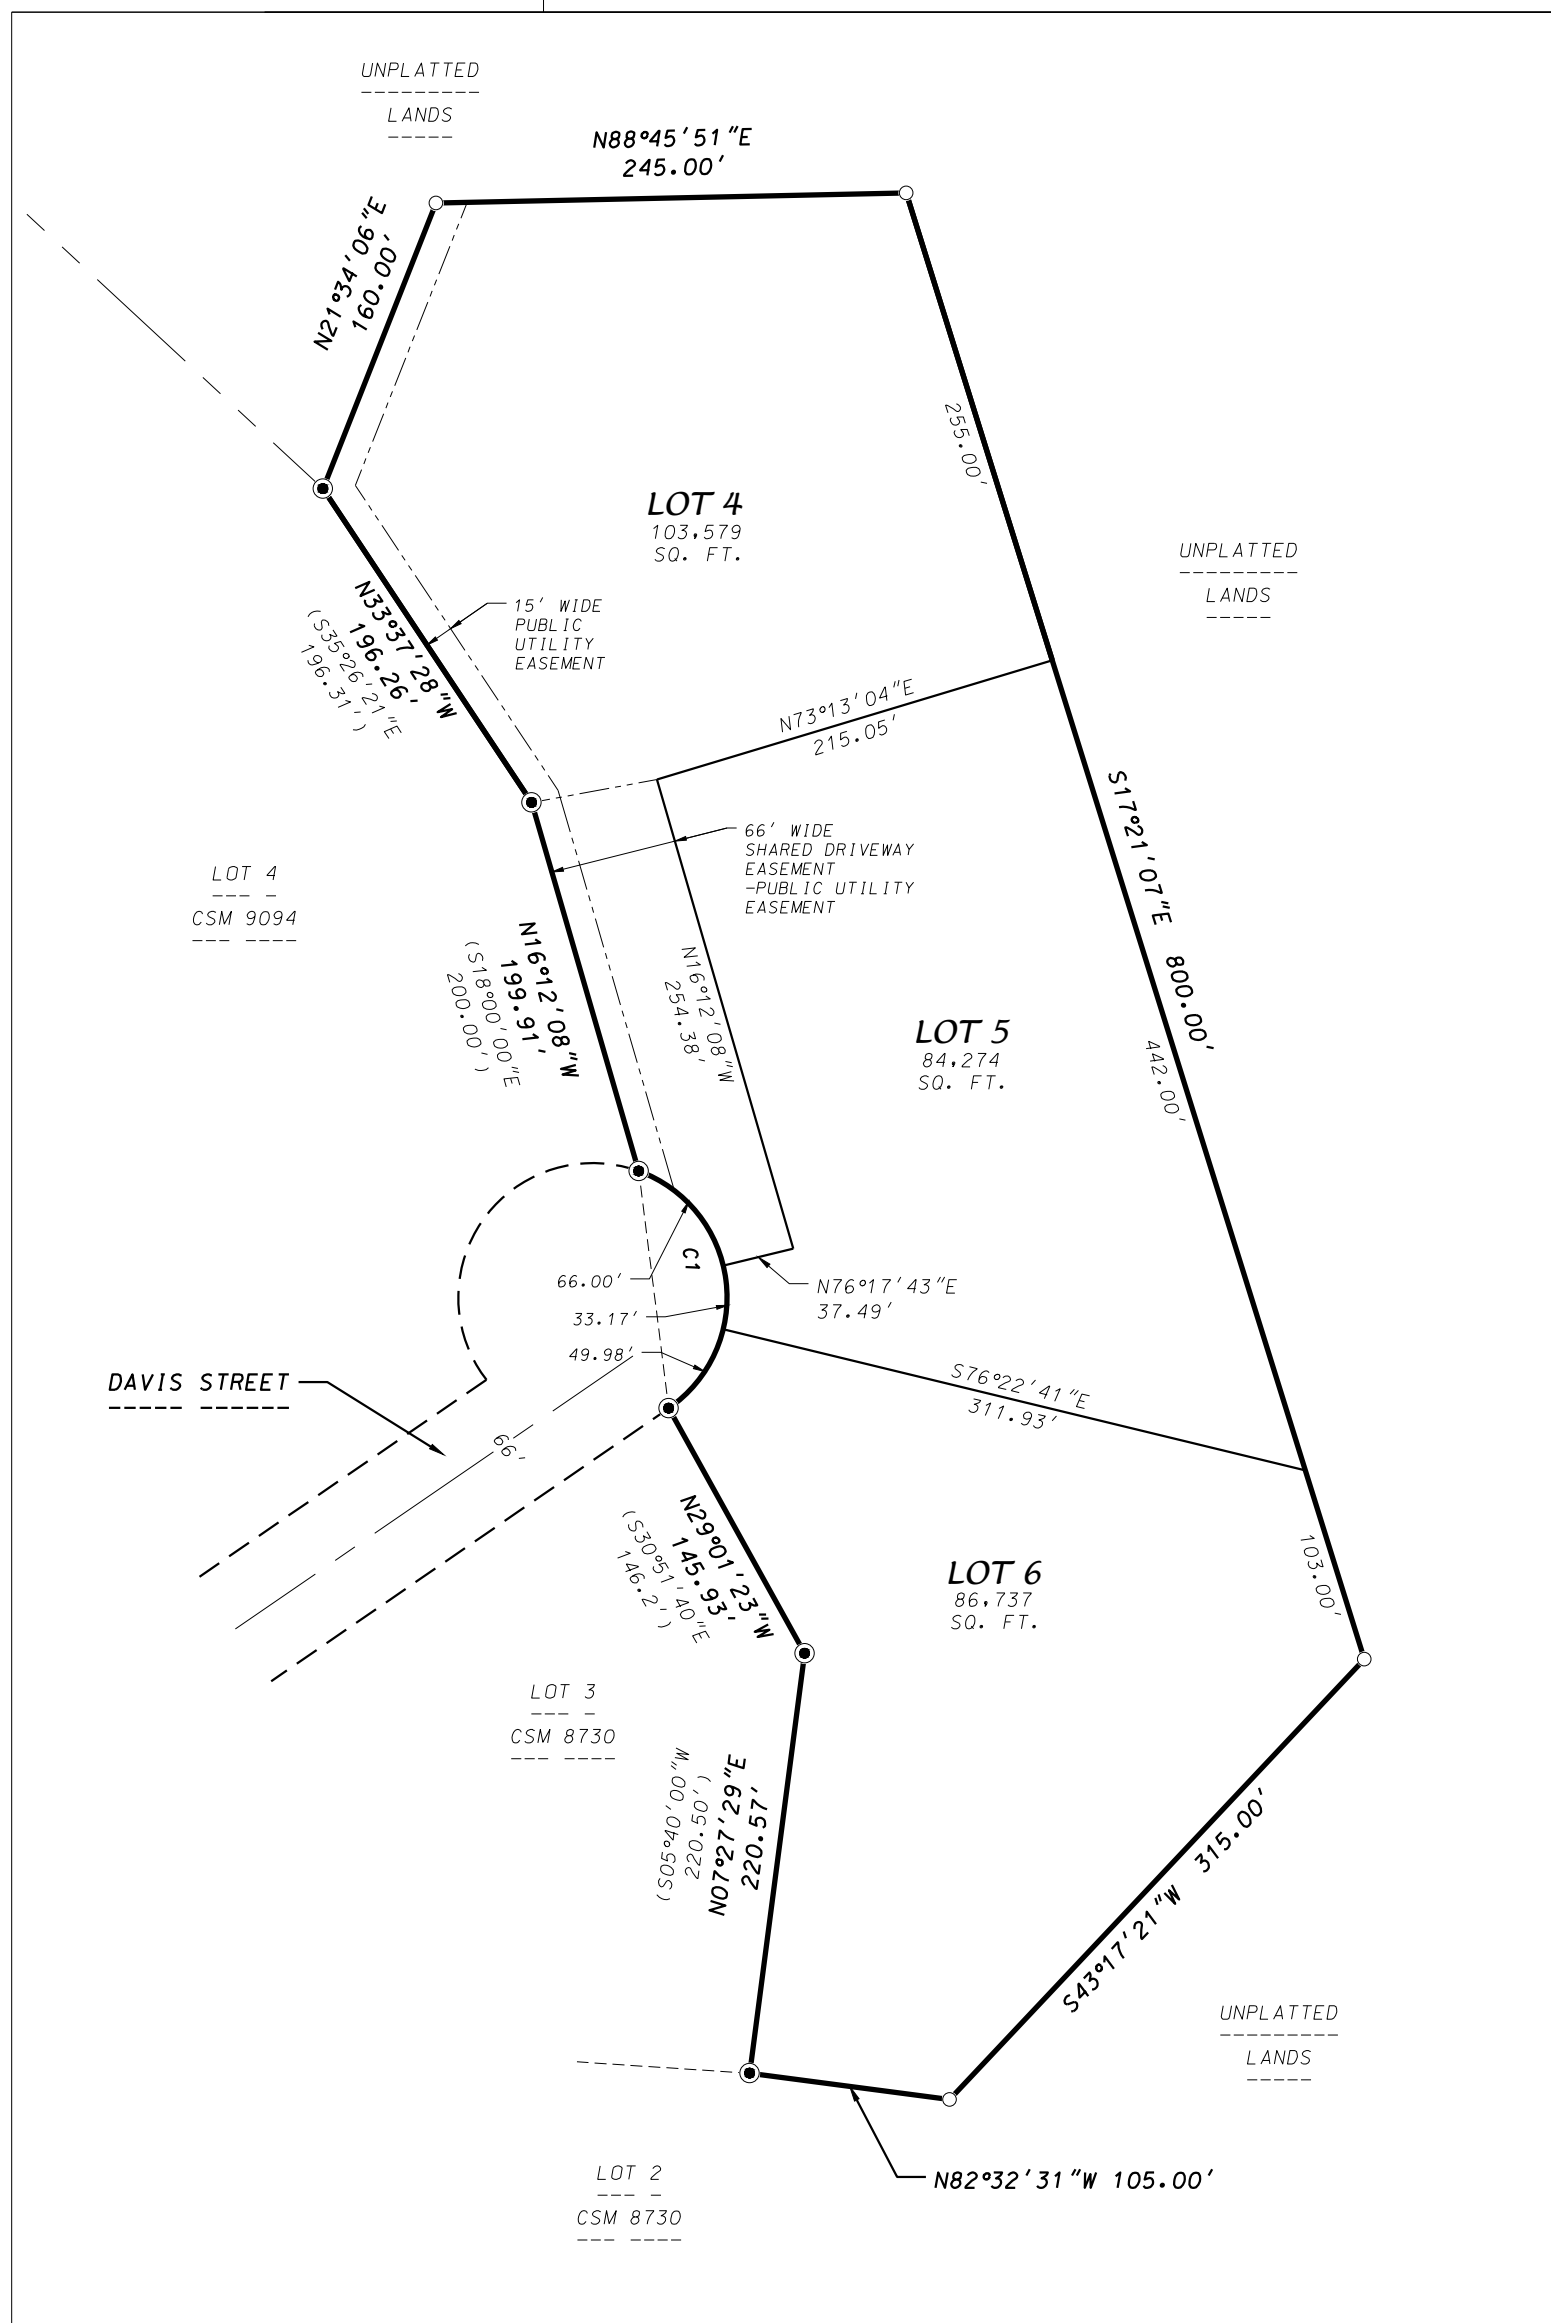 UNPLATTED
LANDS
N88°45'51"E
245.00'
N21°34'06"E
160.00'
255.00'
LOT 4
103,579
SQ. FT.
UNPLATTED
LANDS
15' WIDE
PUBLIC
UTILITY
EASEMENT
N33°37'28"W
196.26'
(S35°26'21"E
196.31')
N73°13'04"E
215.05'
S17°21'07"E 800.00'
66' WIDE
SHARED DRIVEWAY
EASEMENT
-PUBLIC UTILITY
EASEMENT
LOT 4
CSM 9094
N16°12'08"W
199.91'
(S18°00'00"E
200.00')
N16°12'08"W
254.38'
LOT 5
84,274
SQ. FT.
442.00'
C1
66.00'
33.17'
49.98'
N76°17'43"E
37.49'
DAVIS STREET
66'
S76°22'41"E
311.93'
N29°01'23"W
145.93'
(S30°51'40"E
146.2')
LOT 6
86,737
SQ. FT.
103.00'
LOT 3
CSM 8730
(S05°40'00"W
220.50')
N07°27'29"E
220.57'
S43°17'21"W 315.00'
UNPLATTED
LANDS
N82°32'31"W 105.00'
LOT 2
CSM 8730